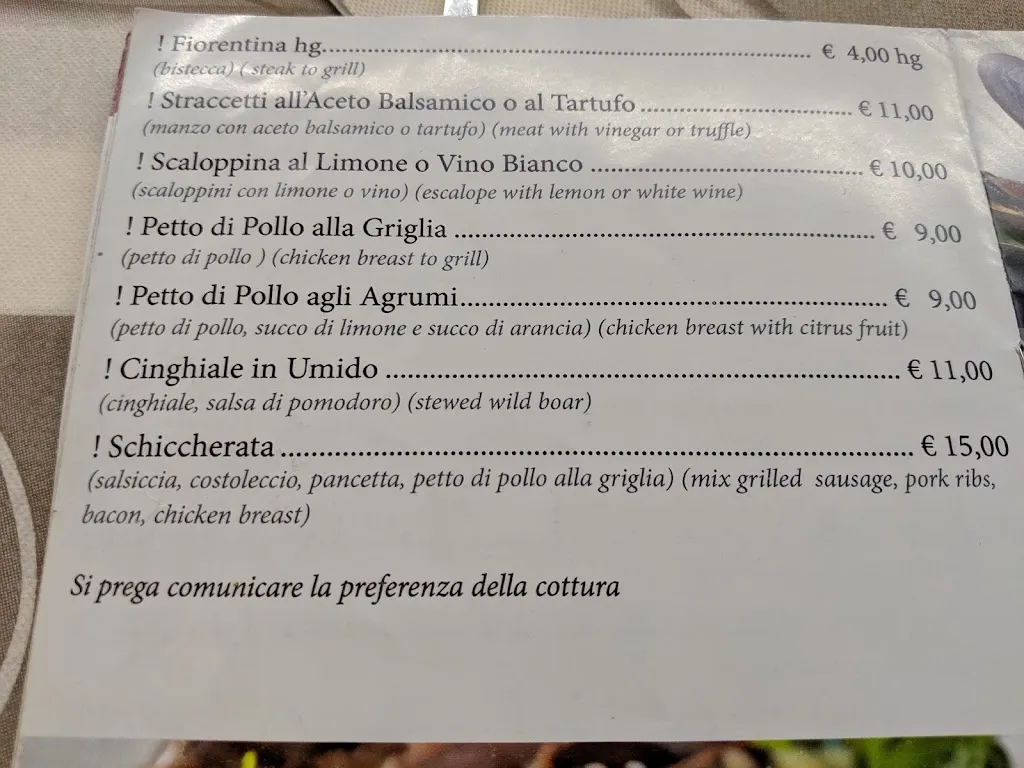 ! Fiorentina hg........................................................................ € 4,00 hg
(bistecca) ( steak to grill)
! Straccetti all'Aceto Balsamico o al Tartufo ................................ € 11,00
(manzo con aceto balsamico o tartufo) (meat with vinegar or truffle)
! Scaloppina al Limone o Vino Bianco ........................................ € 10,00
(scaloppini con limone o vino) (escalope with lemon or white wine)
! Petto di Pollo alla Griglia .............................................................. € 9,00
(petto di pollo ) (chicken breast to grill)
! Petto di Pollo agli Agrumi.............................................................. € 9,00
(petto di pollo, succo di limone e succo di arancia) (chicken breast with citrus fruit)
! Cinghiale in Umido ....................................................................... € 11,00
(cinghiale, salsa di pomodoro) (stewed wild boar)
! Schiccherata .................................................................................. € 15,00
(salsiccia, costoleccio, pancetta, petto di pollo alla griglia) (mix grilled sausage, pork ribs,
bacon, chicken breast)
Si prega comunicare la preferenza della cottura